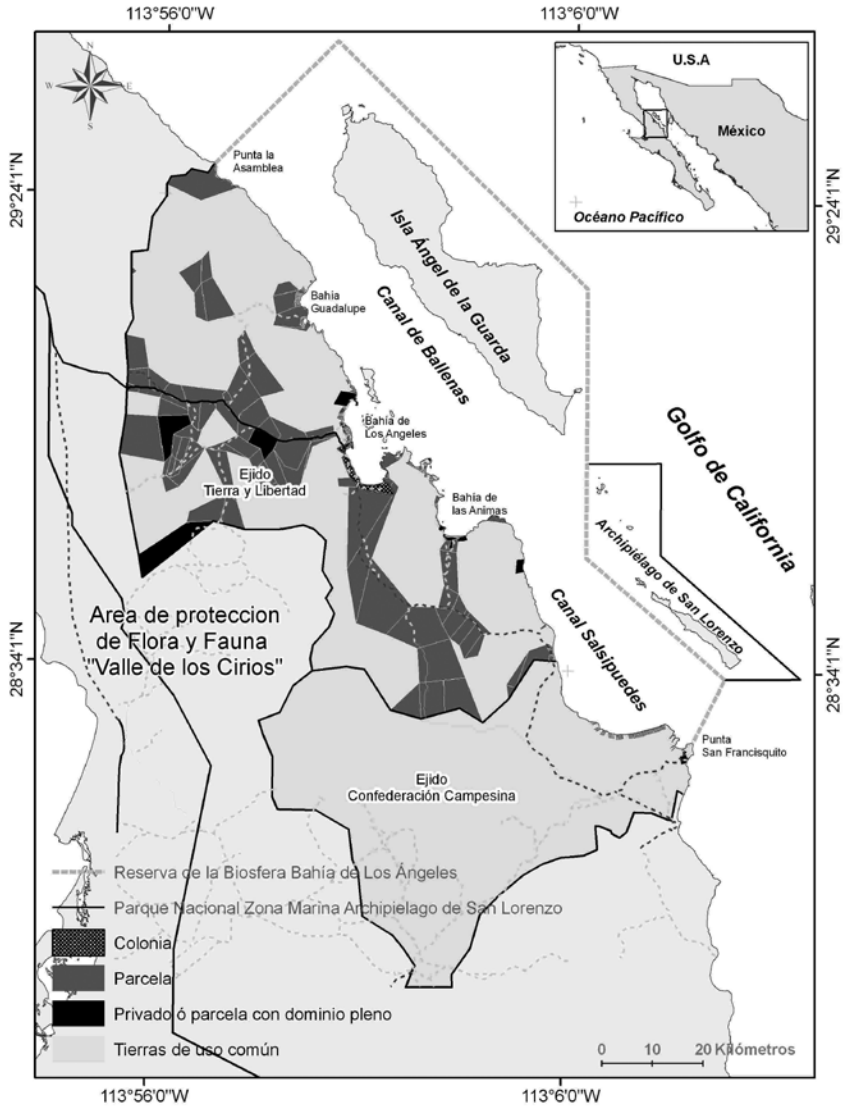 113°56'0"W
113°6'0"W
N
W
E
S
U.S.A
México
Océano Pacífico
29°24'1"N
29°24'1"N
Punta la
Asamblea
Isla Ángel de la Guarda
Canal de Ballenas
Bahia
Guadalupe
Bahía de
Los Angeles
Golfo de California
Ejido
Tierra y Libertad
Bahía de
las Animas
Archipiélago de San Lorenzo
Area de proteccion
de Flora y Fauna
"Valle de los Cirios"
Canal Salsipuedes
28°34'1"N
28°34'1"N
Punta
San Francisquito
Ejido
Confederación Campesina
Reserva de la Biosfera Bahía de Los Ángeles
Parque Nacional Zona Marina Archipielago de San Lorenzo
Colonia
Parcela
Privado ó parcela con dominio pleno
Tierras de uso común
0 10 20 Kilómetros
113°56'0"W
113°6'0"W